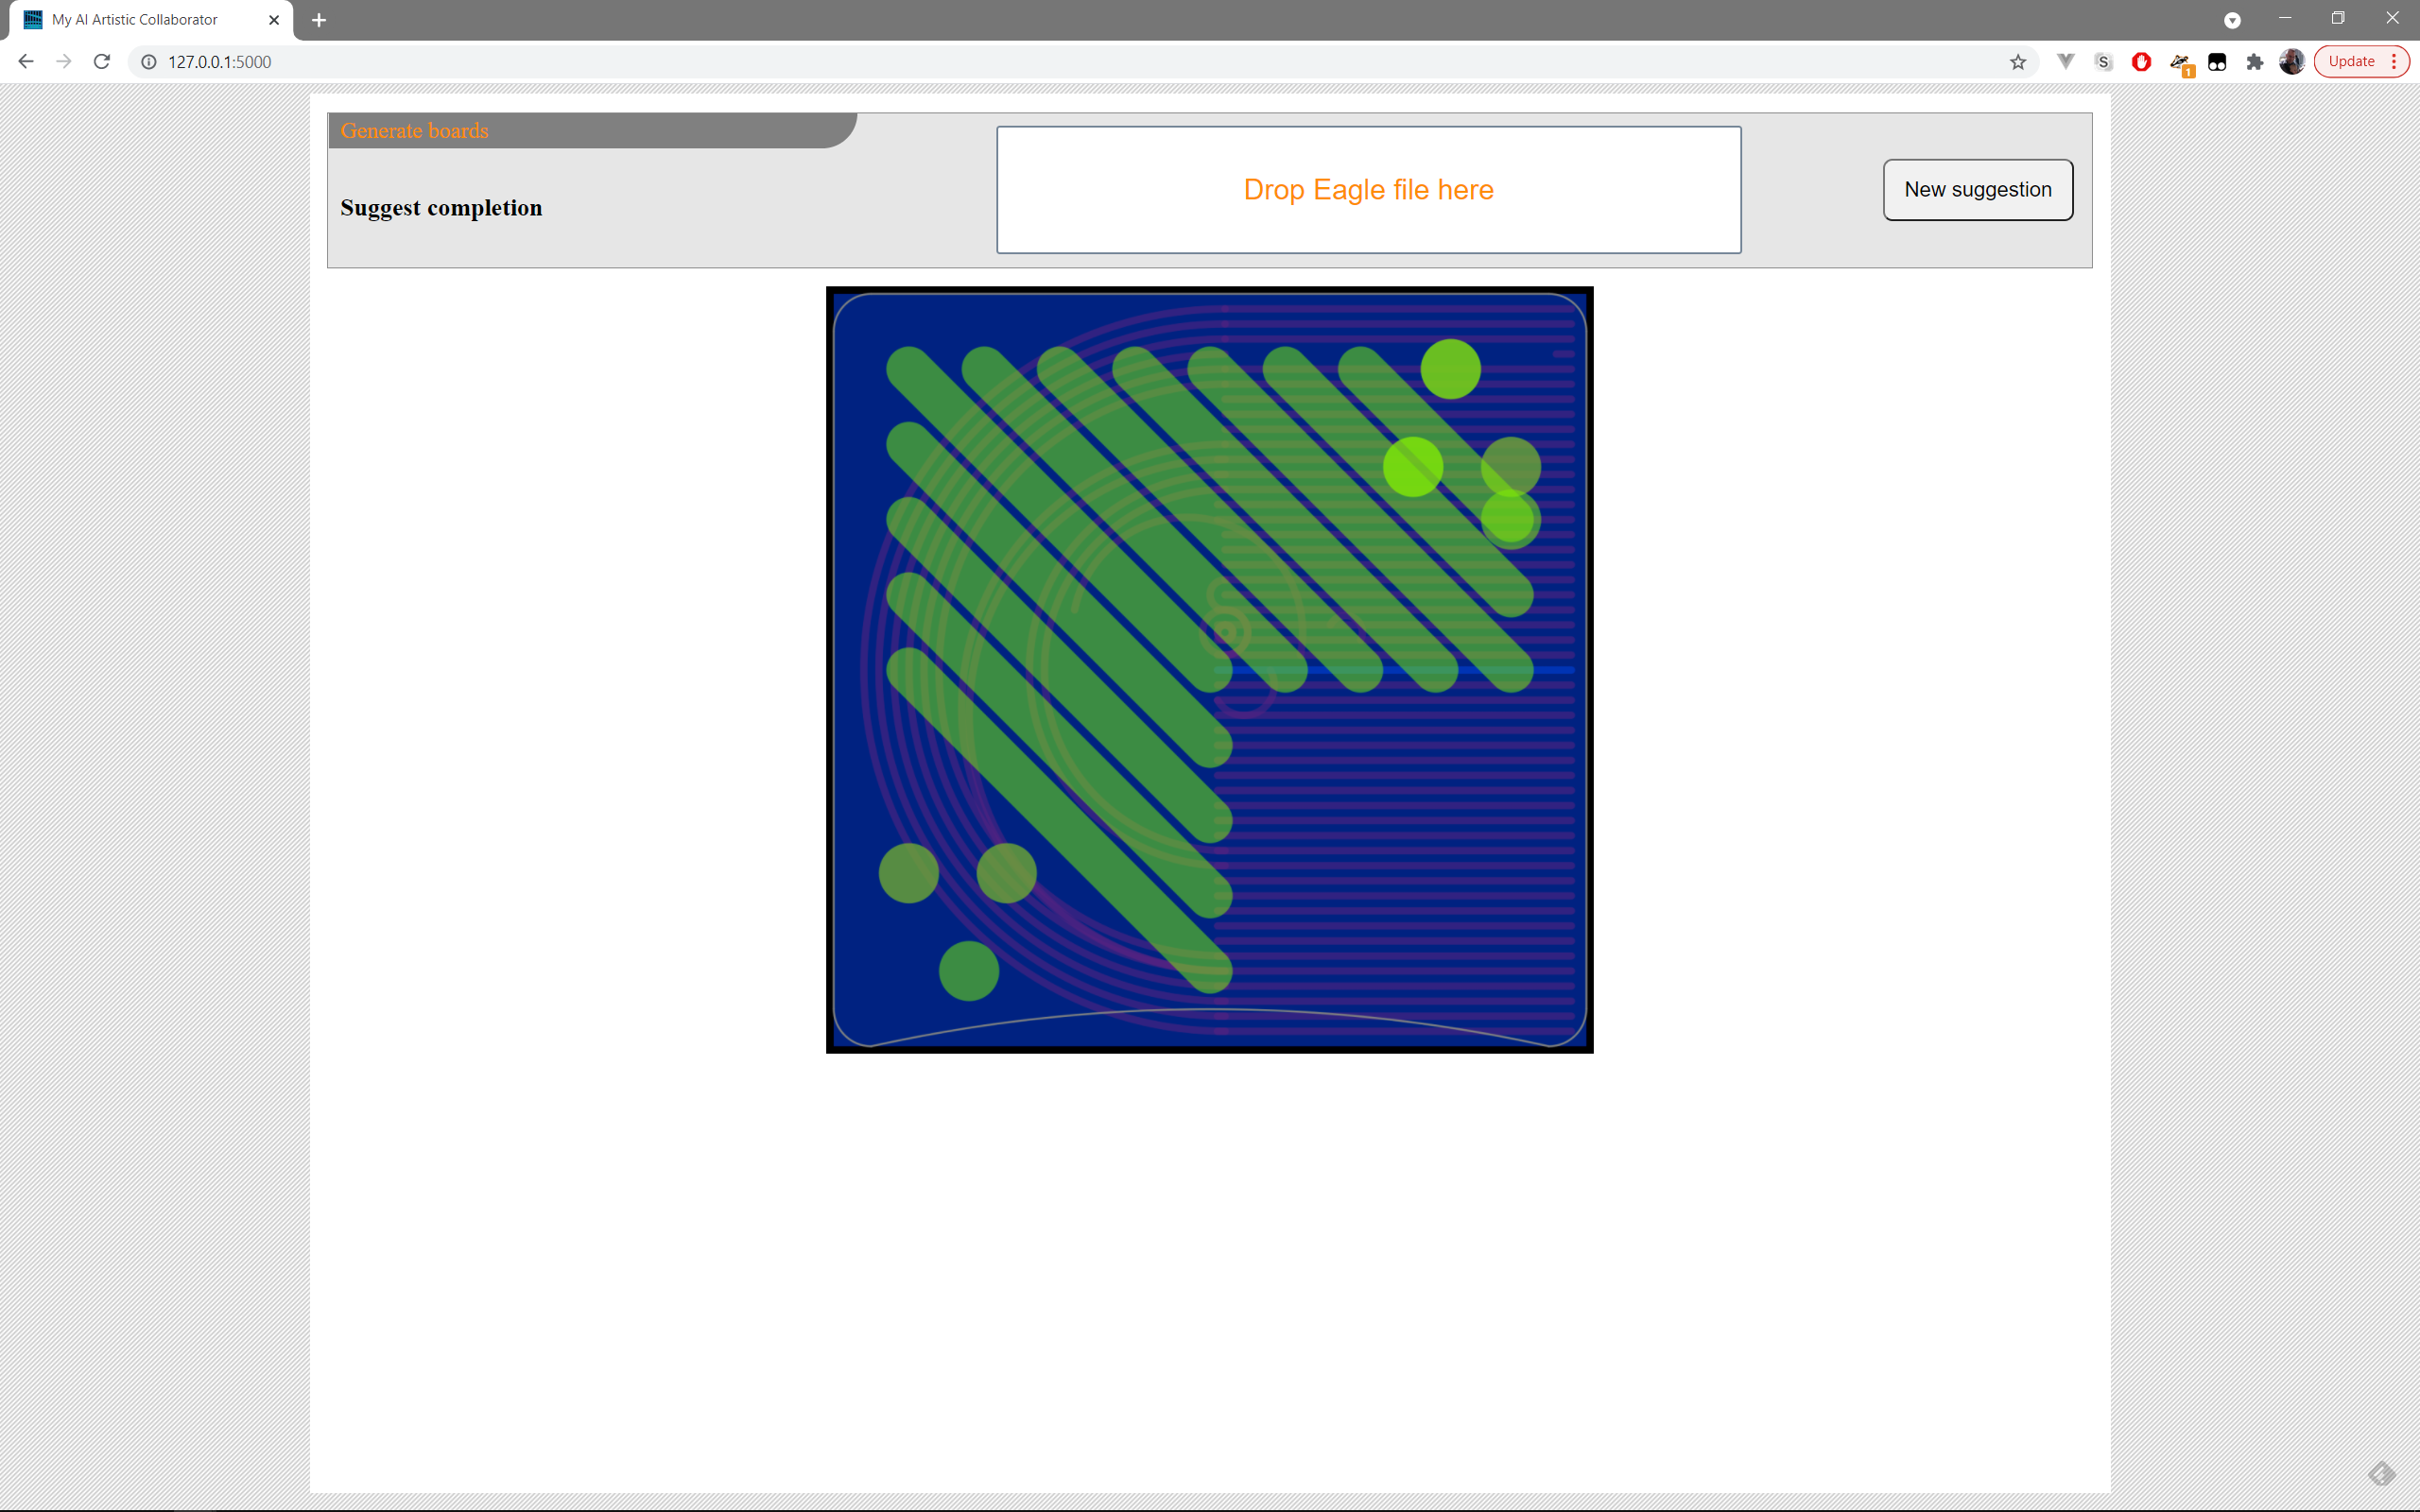 My AI Artistic Collaborator
127.0.0.1:5000
S
1
Update
Generate boards
Suggest completion
Drop Eagle file here
New suggestion